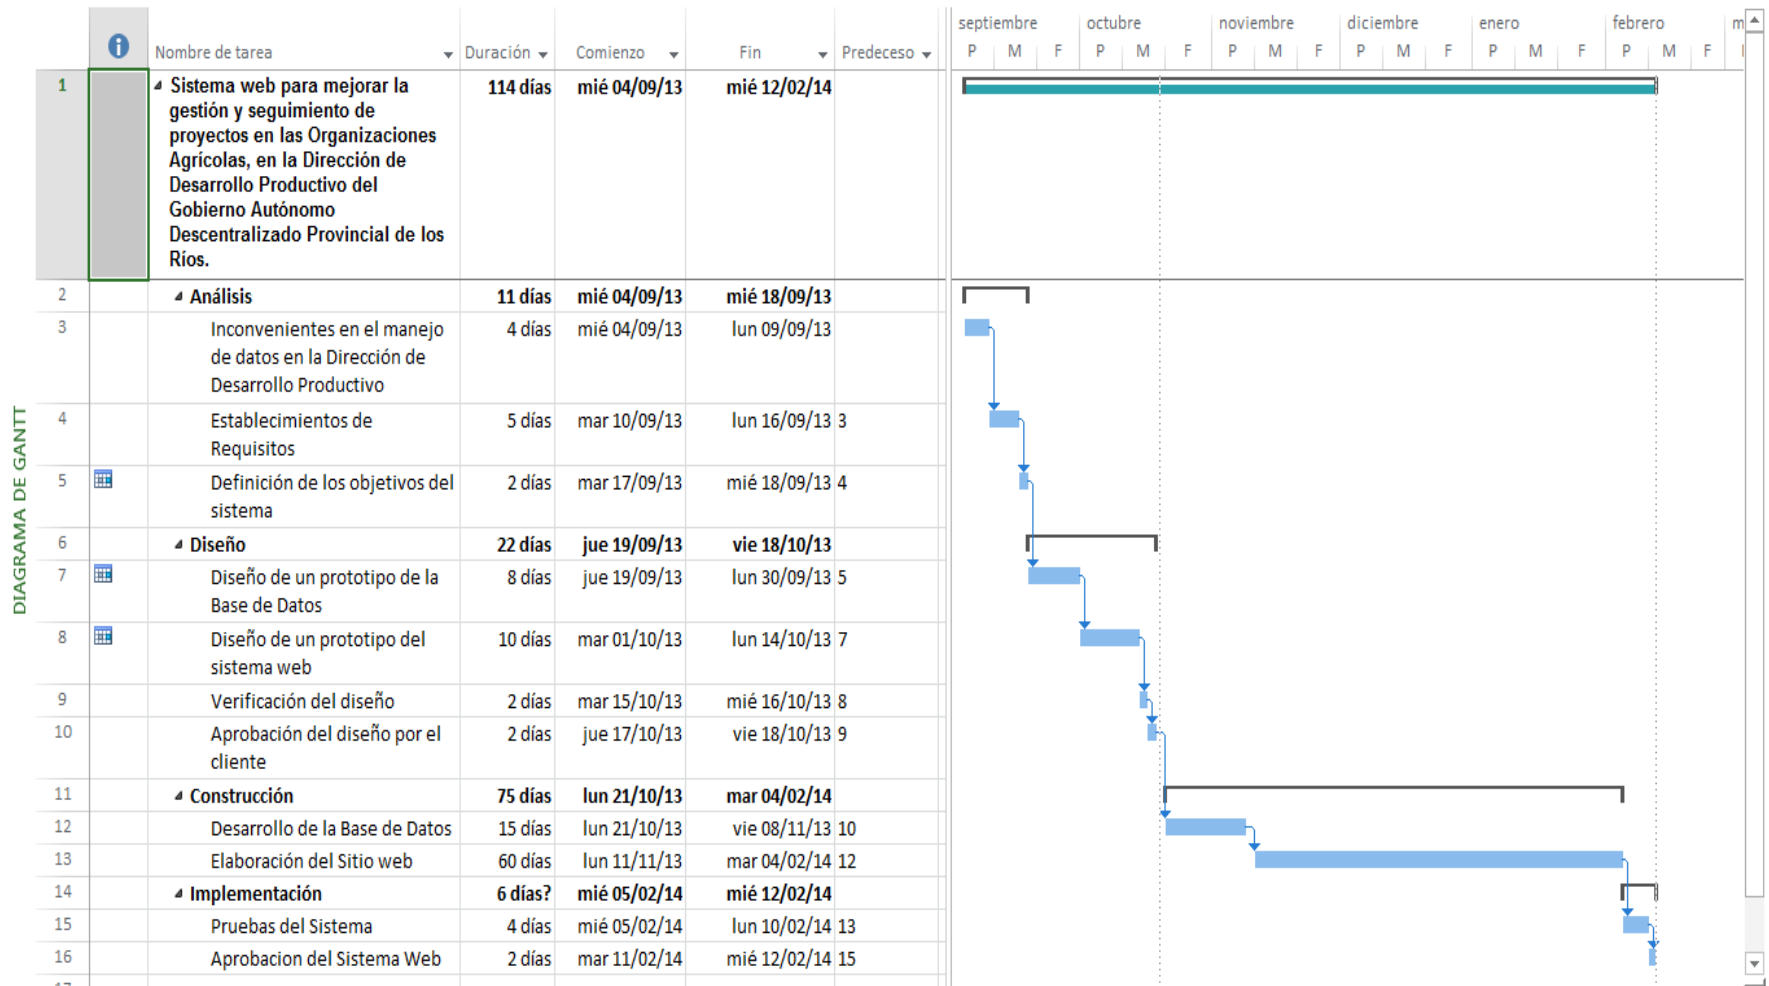 DIAGRAMA DE GANTT
Nombre de tarea Duración Comienzo Fin Predeceso
septiembre octubre noviembre diciembre enero febrero m
P M F P M F P M F P M F P M F P M F
1 Sistema web para mejorar la 114 días mié 04/09/13 mié 12/02/14
gestión y seguimiento de
proyectos en las Organizaciones
Agrícolas, en la Dirección de
Desarrollo Productivo del
Gobierno Autónomo
Descentralizado Provincial de los
Ríos.
2 Análisis 11 días mié 04/09/13 mié 18/09/13
3 Inconvenientes en el manejo 4 días mié 04/09/13 lun 09/09/13
de datos en la Dirección de
Desarrollo Productivo
4 Establecimientos de 5 días mar 10/09/13 lun 16/09/13 3
Requisitos
5 Definición de los objetivos del 2 días mar 17/09/13 mié 18/09/13 4
sistema
6 Diseño 22 días jue 19/09/13 vie 18/10/13
7 Diseño de un prototipo de la 8 días jue 19/09/13 lun 30/09/13 5
Base de Datos
8 Diseño de un prototipo del 10 días mar 01/10/13 lun 14/10/13 7
sistema web
9 Verificación del diseño 2 días mar 15/10/13 mié 16/10/13 8
10 Aprobación del diseño por el 2 días jue 17/10/13 vie 18/10/13 9
cliente
11 Construcción 75 días lun 21/10/13 mar 04/02/14
12 Desarrollo de la Base de Datos 15 días lun 21/10/13 vie 08/11/13 10
13 Elaboración del Sitio web 60 días lun 11/11/13 mar 04/02/14 12
14 Implementación 6 días? mié 05/02/14 mié 12/02/14
15 Pruebas del Sistema 4 días mié 05/02/14 lun 10/02/14 13
16 Aprobacion del Sistema Web 2 días mar 11/02/14 mié 12/02/14 15